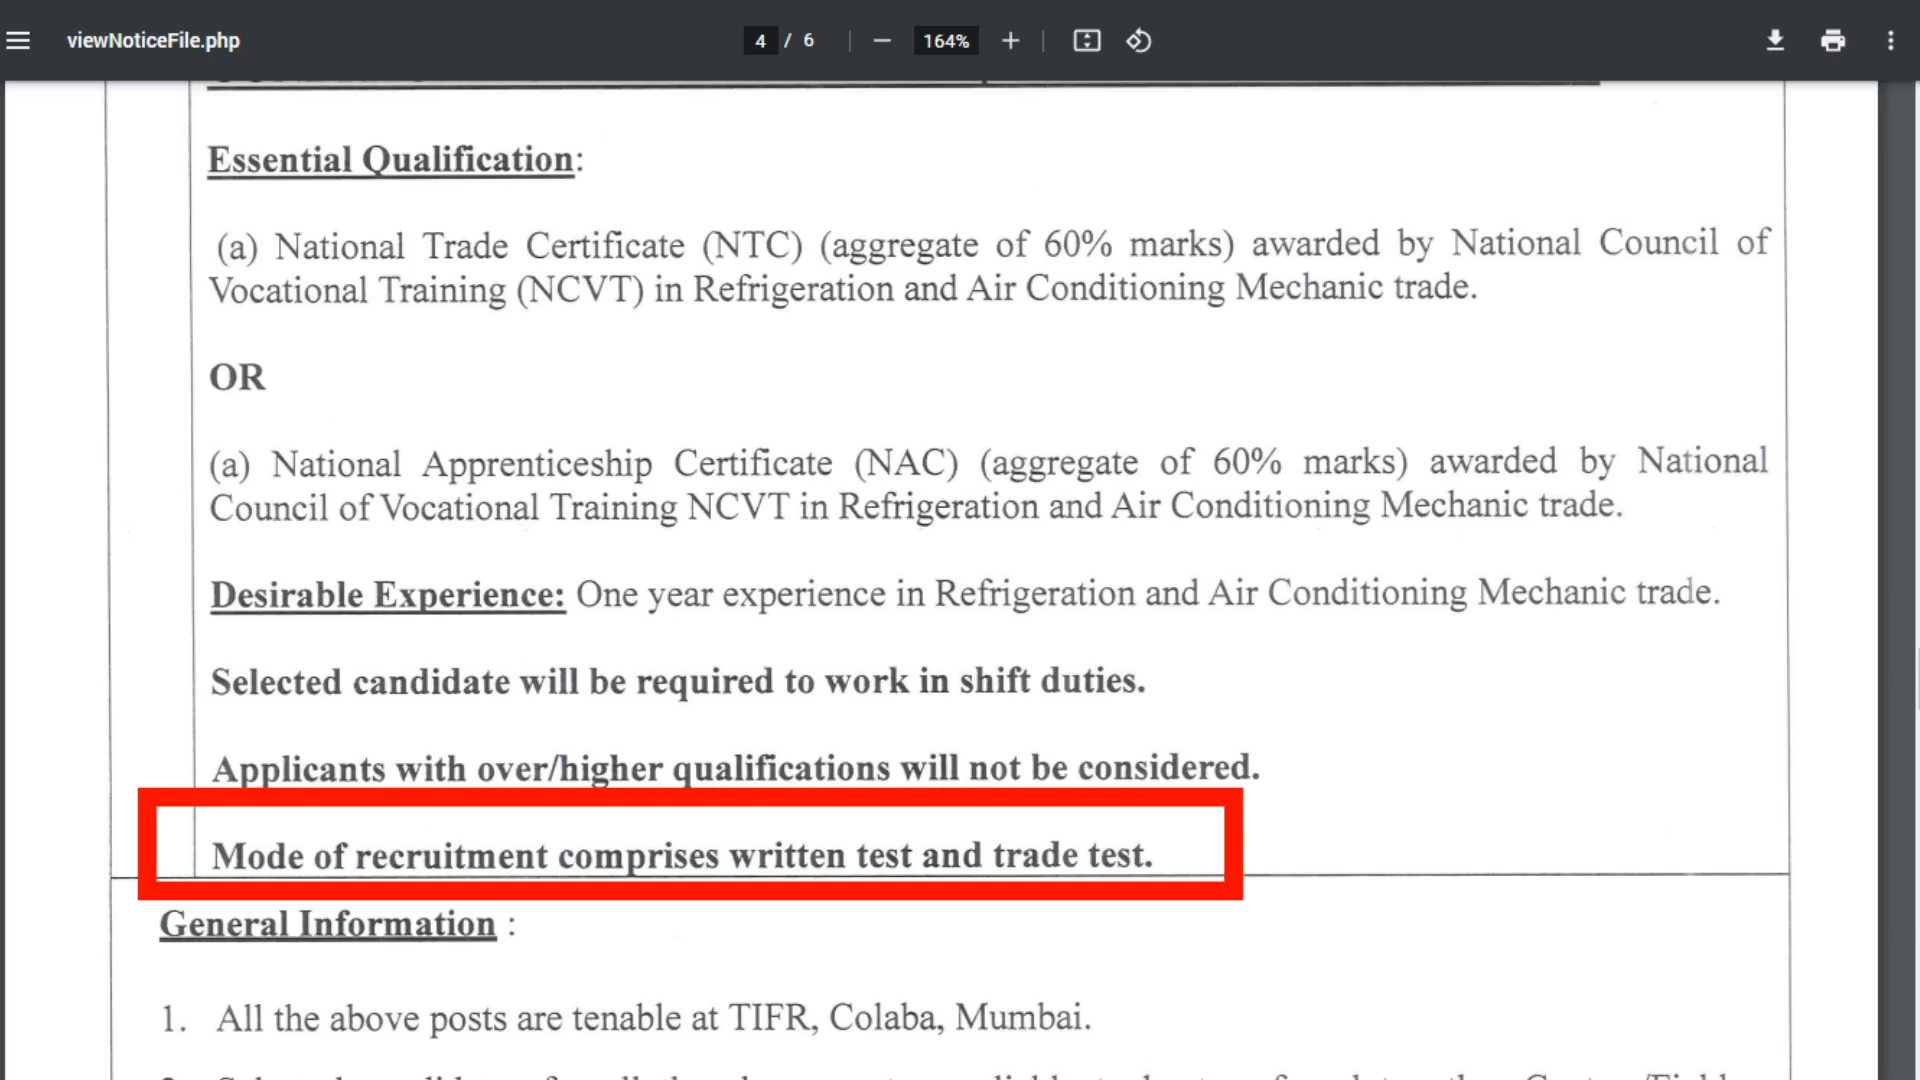 viewNoticeFile.php
4 / 6
164%
Essential Qualification:
(a) National Trade Certificate (NTC) (aggregate of 60% marks) awarded by National Council of
Vocational Training (NCVT) in Refrigeration and Air Conditioning Mechanic trade.
OR
(a) National Apprenticeship Certificate (NAC) (aggregate of 60% marks) awarded by National
Council of Vocational Training NCVT in Refrigeration and Air Conditioning Mechanic trade.
Desirable Experience: One year experience in Refrigeration and Air Conditioning Mechanic trade.
Selected candidate will be required to work in shift duties.
Applicants with over/higher qualifications will not be considered.
Mode of recruitment comprises written test and trade test.
General Information :
1. All the above posts are tenable at TIFR, Colaba, Mumbai.